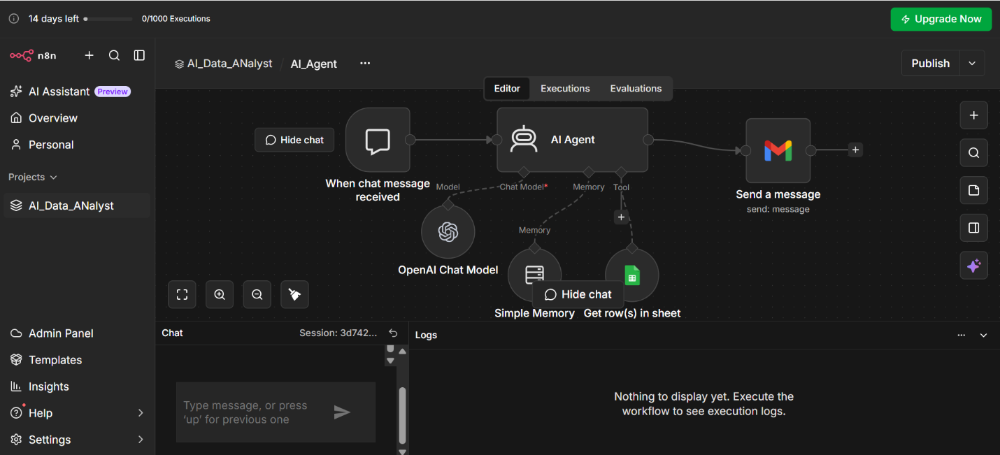 14 days left
0/1000 Executions
Upgrade Now
n8n
AI_Data_ANalyst / AI_Agent
Publish
AI Assistant Preview
Overview
Personal
Projects
AI_Data_ANalyst
Admin Panel
Templates
Insights
Help
Settings
Editor Executions Evaluations
Hide chat
When chat message
received
AI Agent
Model
Chat Model*
Memory
Tool
Send a message
send: message
OpenAI Chat Model
Memory
Hide chat
Simple Memory
Get row(s) in sheet
Chat
Session: 3d742...
Type message, or press
‘up’ for previous one
Logs
Nothing to display yet. Execute the
workflow to see execution logs.